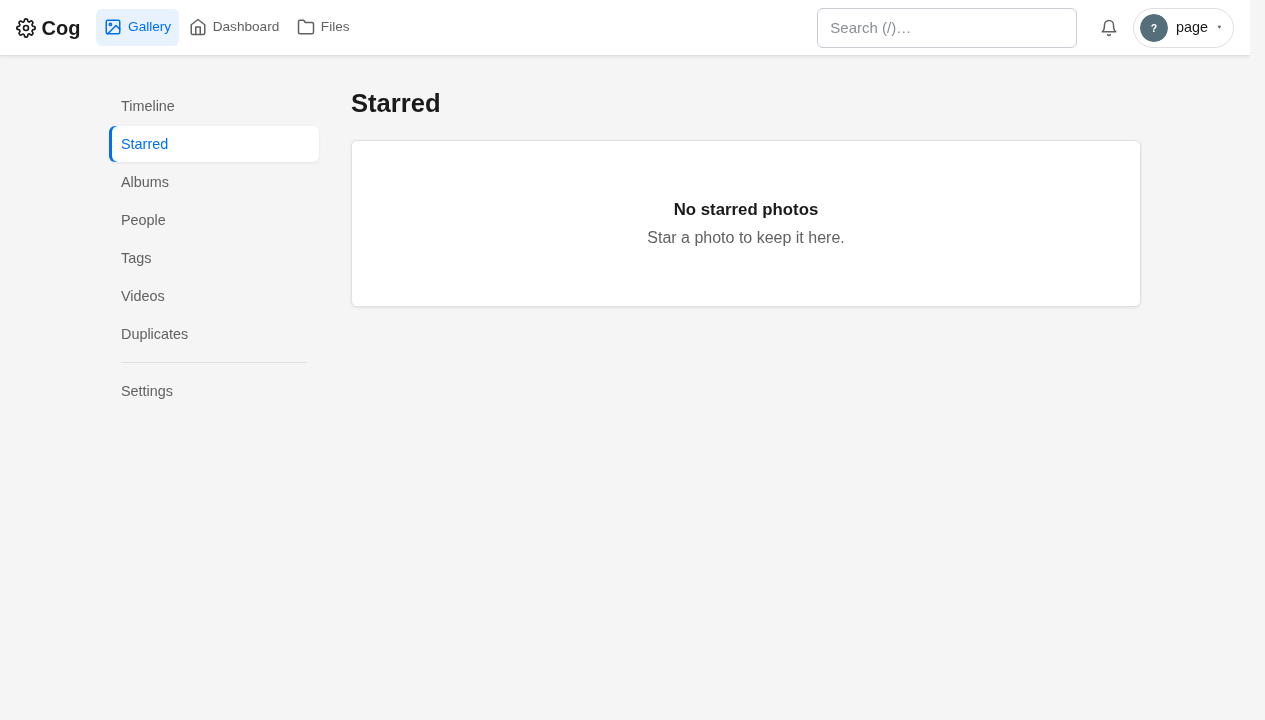 Cog
Gallery
Dashboard
Files
Search (/)…
?
page
Timeline
Starred
Albums
People
Tags
Videos
Duplicates
Settings
Starred
No starred photos
Star a photo to keep it here.